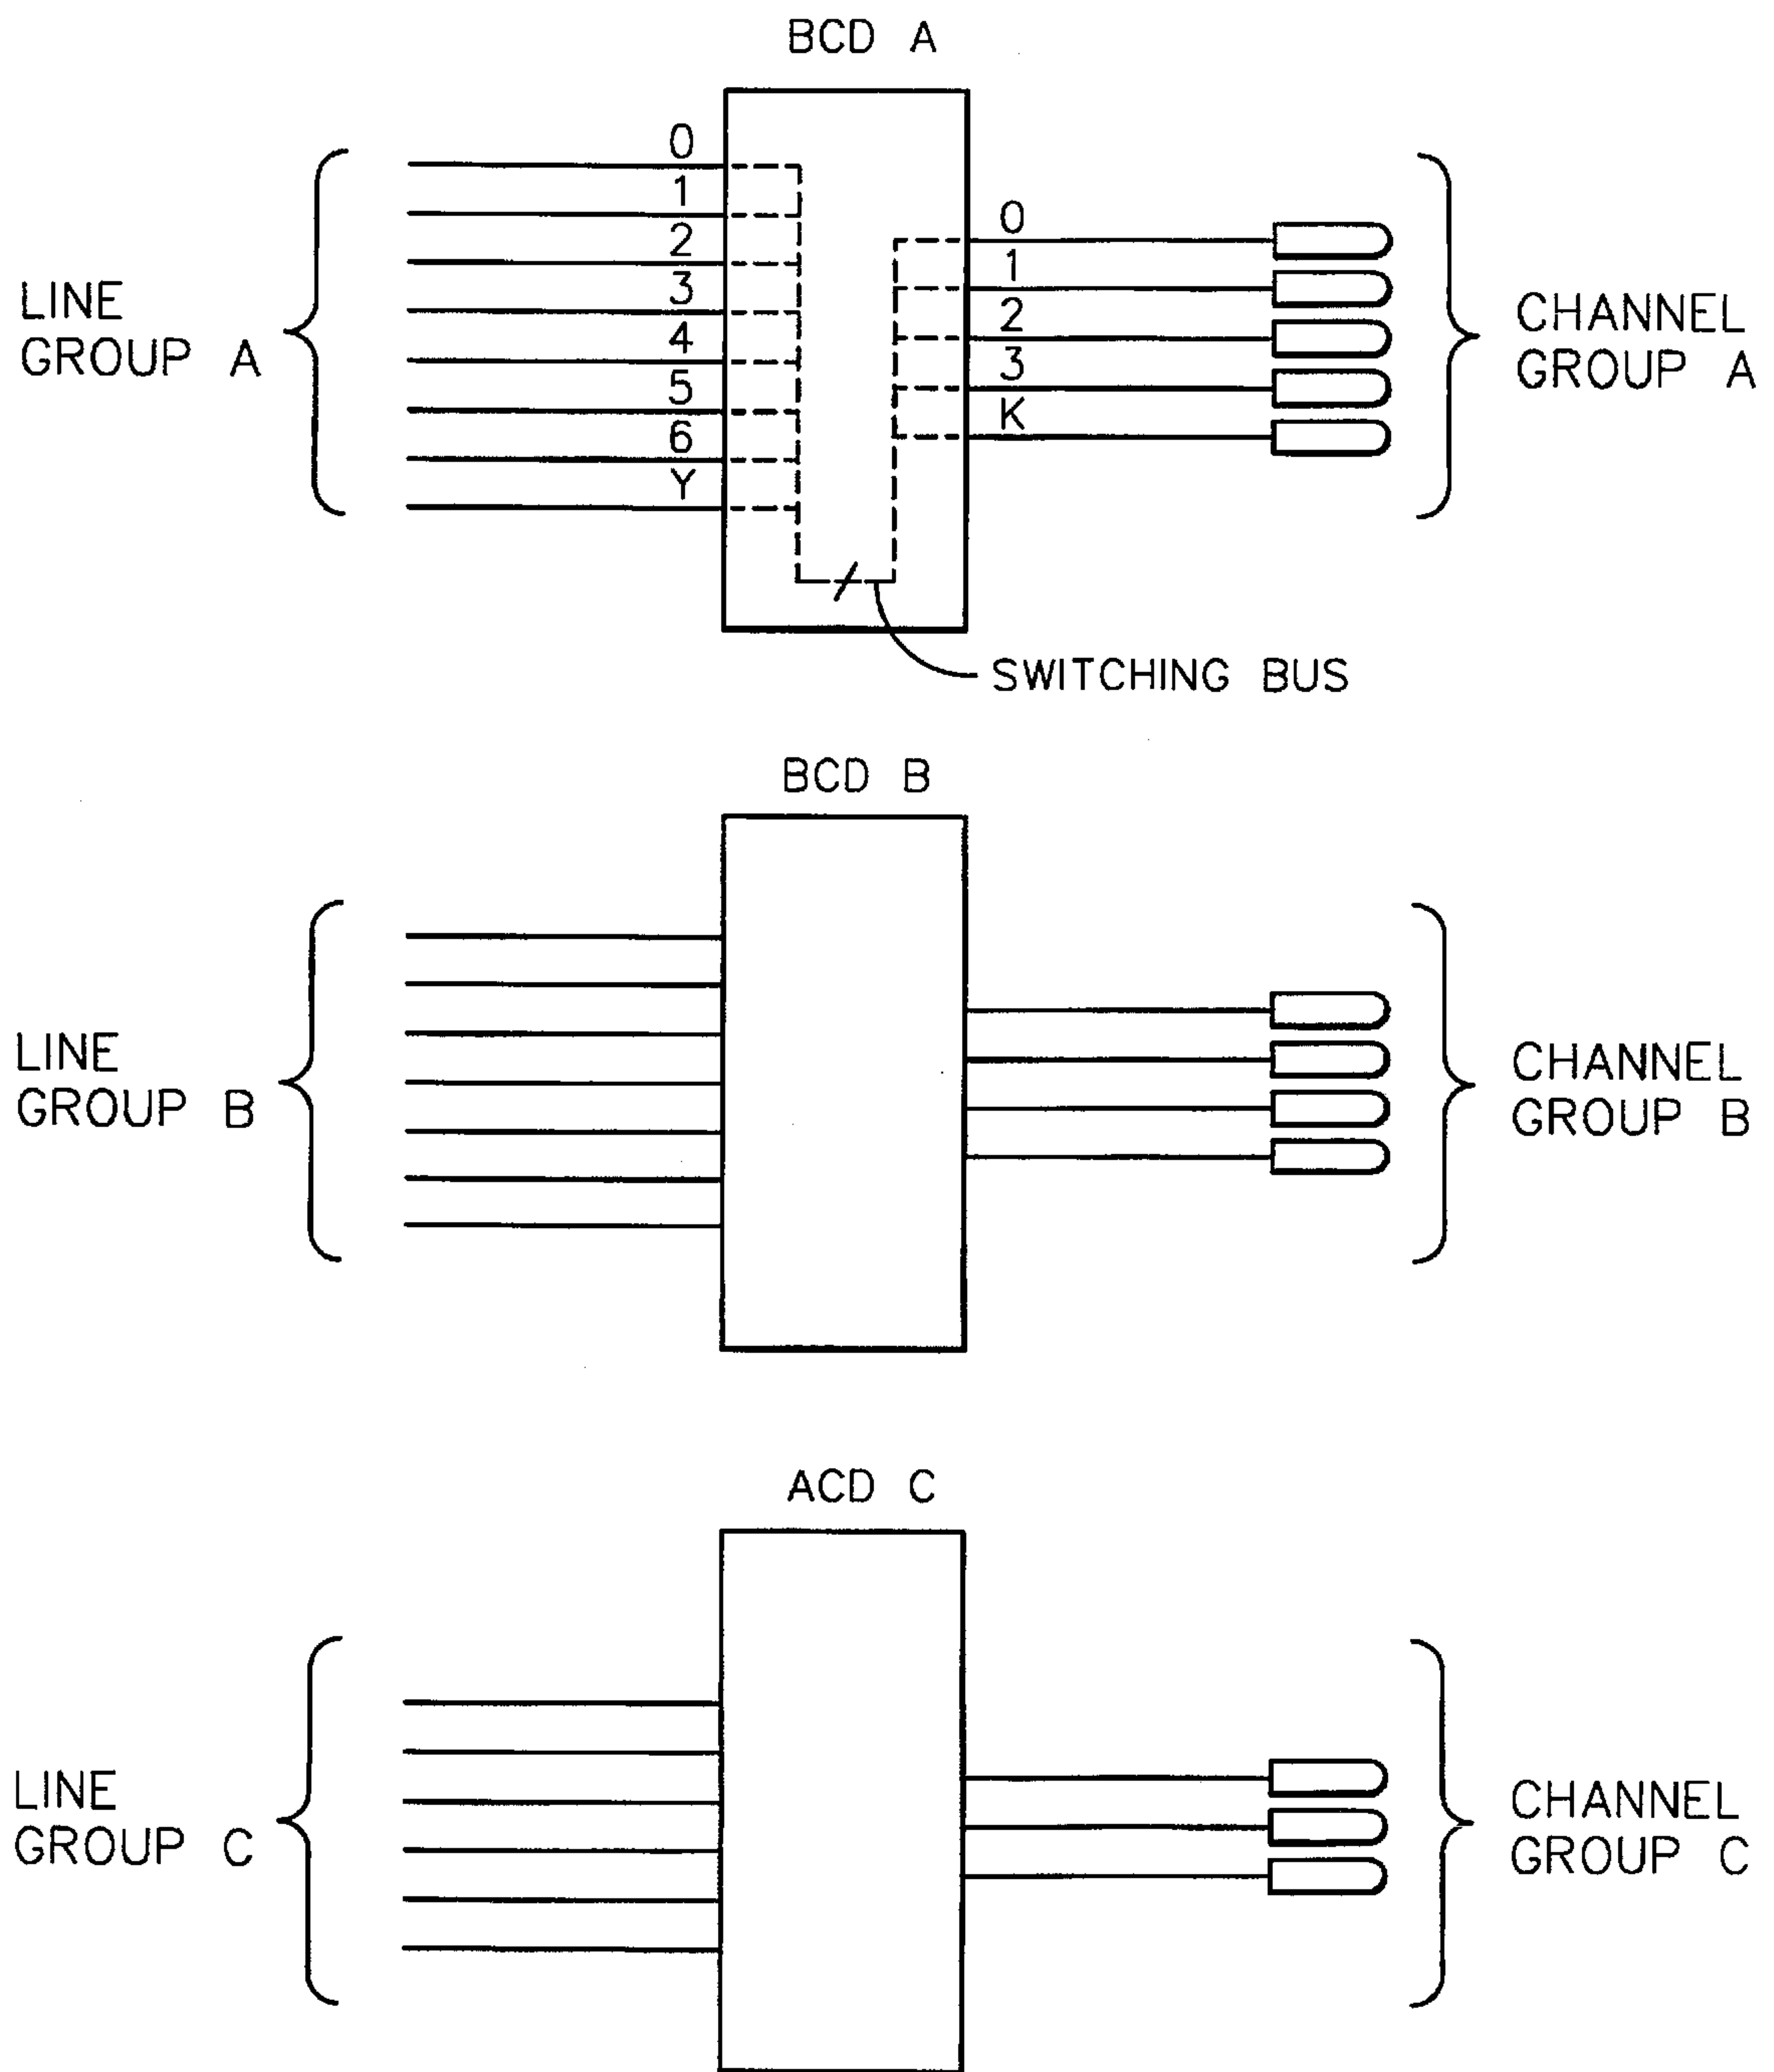 BCD A
0
1
2
3
4
5
6
Y
0
1
2
3
K
LINE
GROUP A
CHANNEL
GROUP A
SWITCHING BUS
BCD B
LINE
GROUP B
CHANNEL
GROUP B
ACD C
LINE
GROUP C
CHANNEL
GROUP C